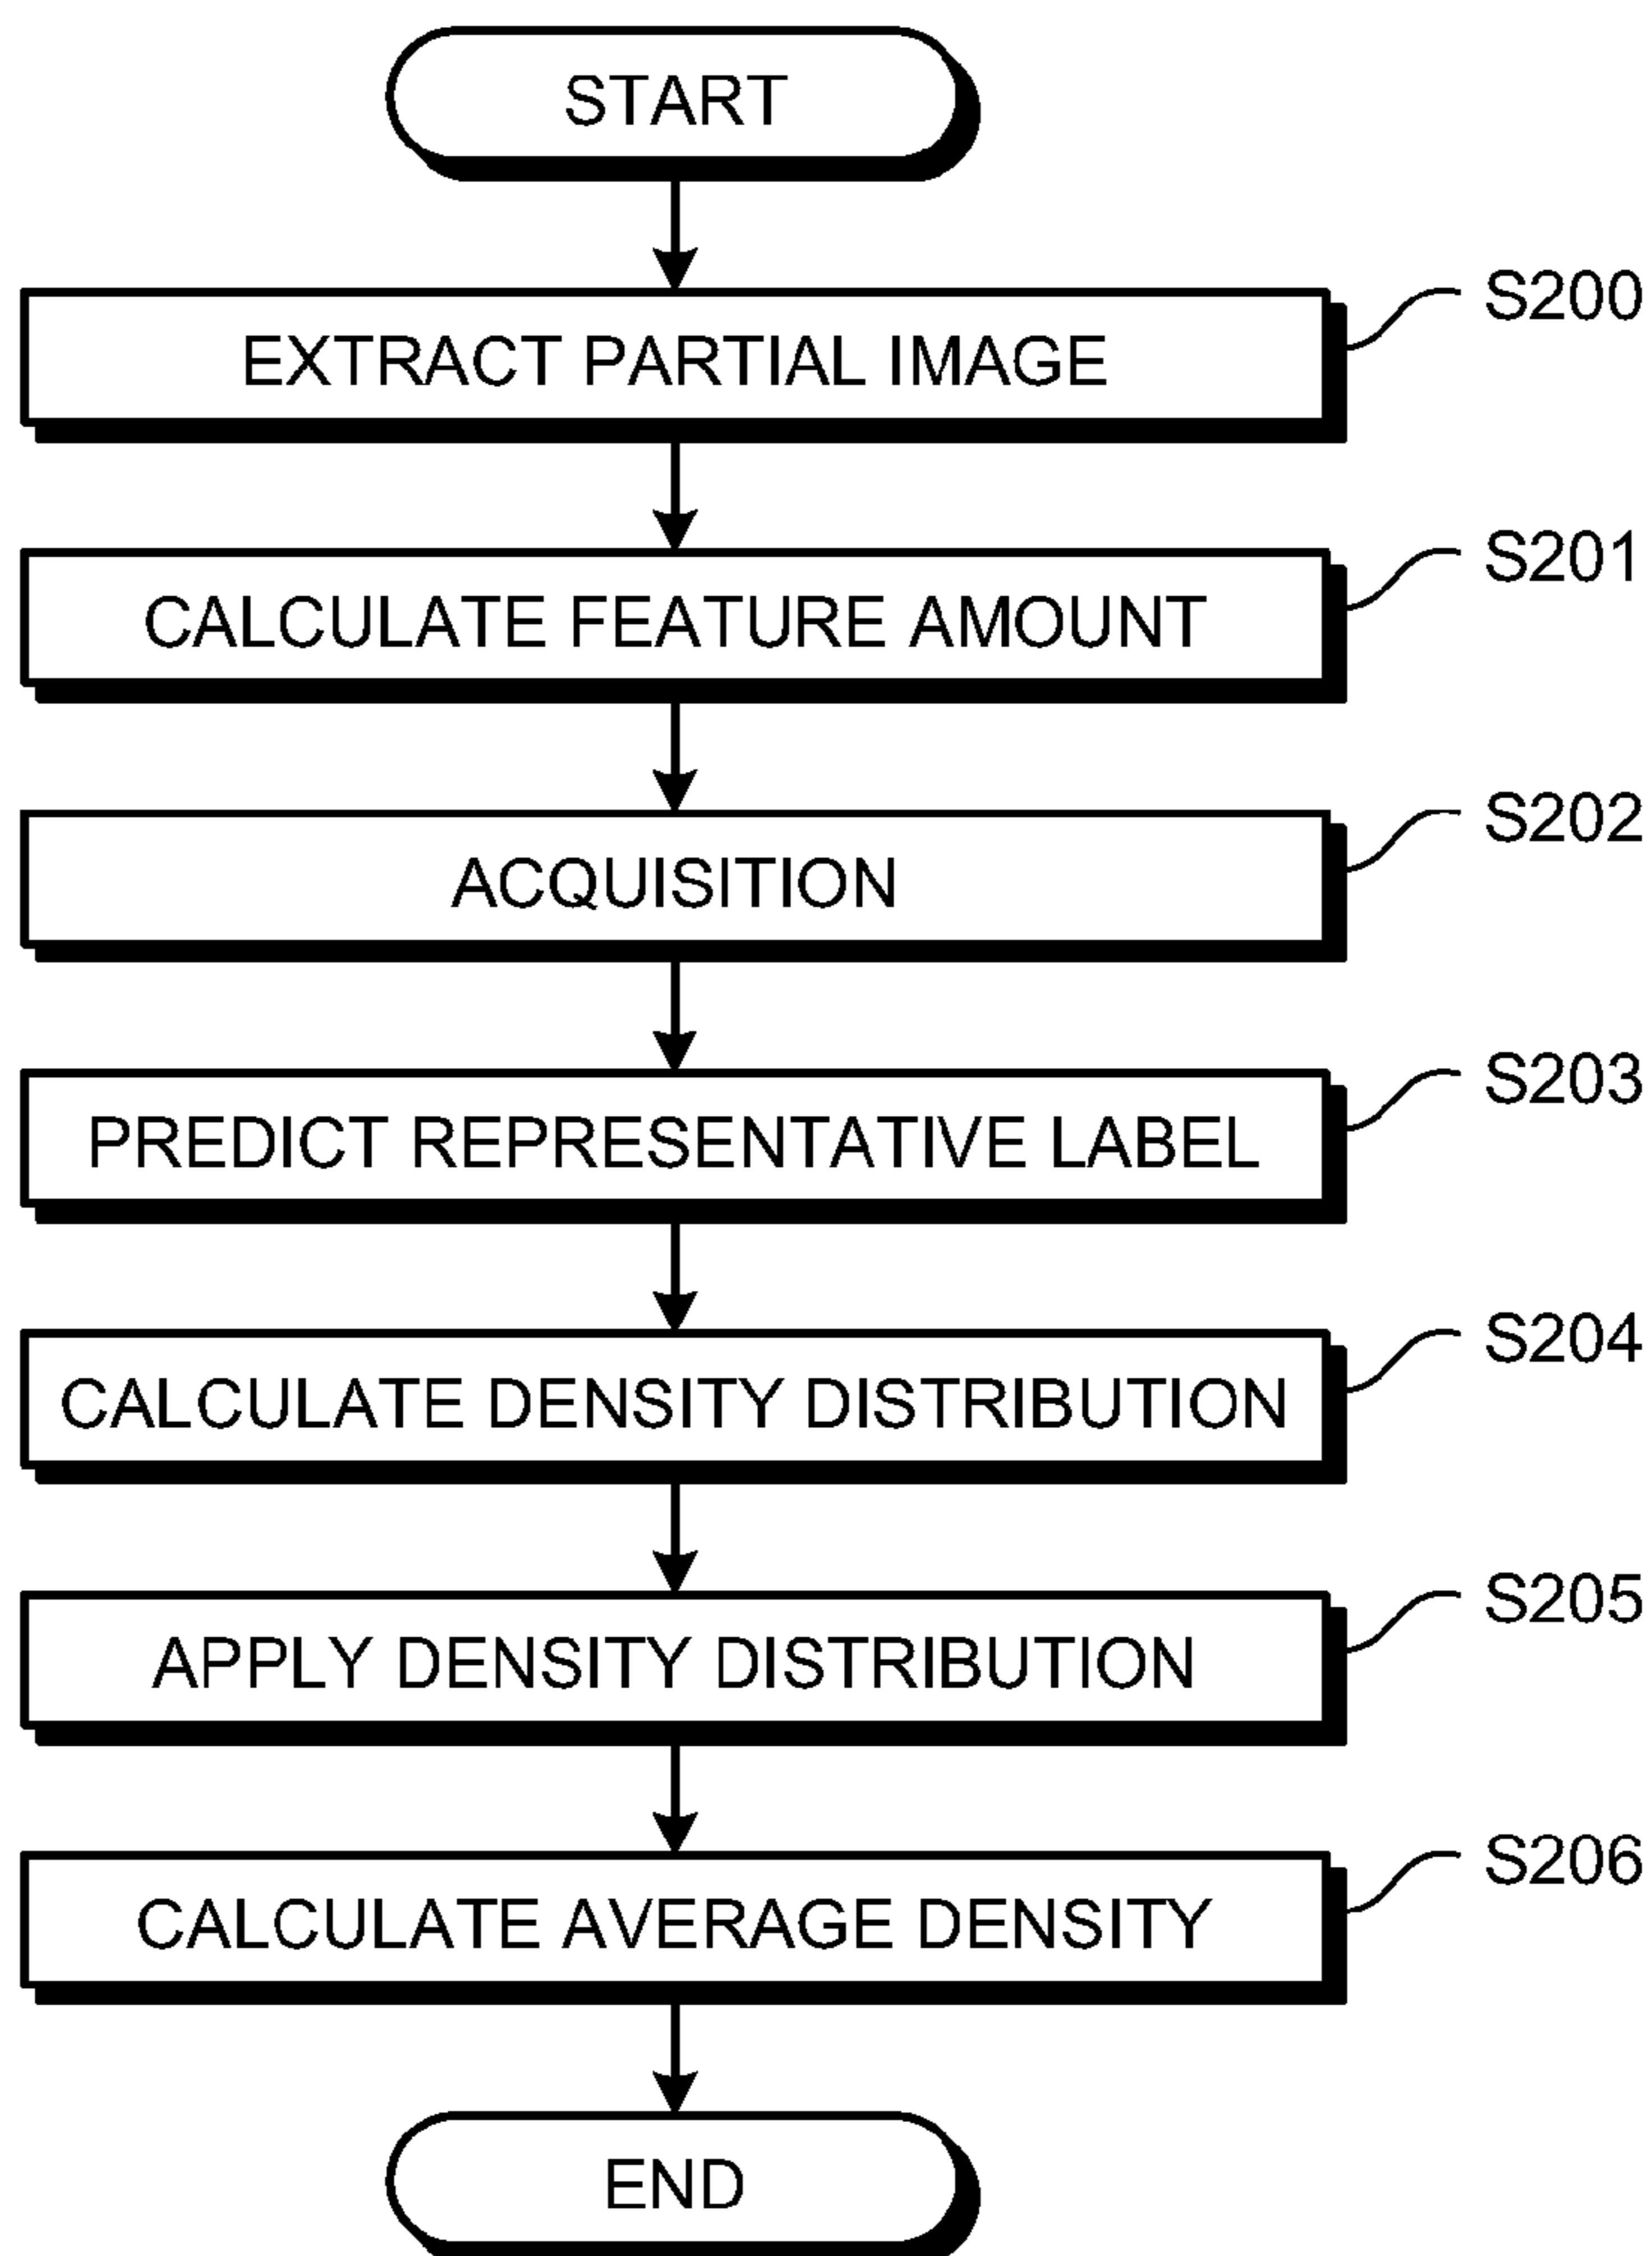 START
S200
EXTRACT PARTIAL IMAGE
S201
CALCULATE FEATURE AMOUNT
S202
ACQUISITION
S203
PREDICT REPRESENTATIVE LABEL
S204
CALCULATE DENSITY DISTRIBUTION
S205
APPLY DENSITY DISTRIBUTION
S206
CALCULATE AVERAGE DENSITY
END